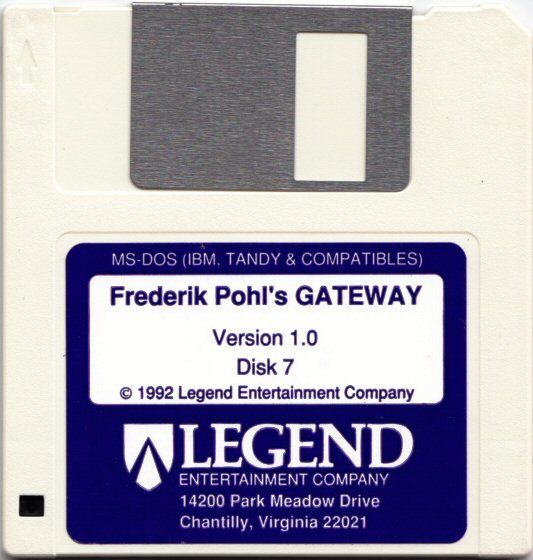 MS-DOS (IBM, TANDY & COMPATIBLES)
Frederik Pohl's GATEWAY
Version 1.0
Disk 7
© 1992 Legend Entertainment Company
LEGEND
ENTERTAINMENT COMPANY
14200 Park Meadow Drive
Chantilly, Virginia 22021